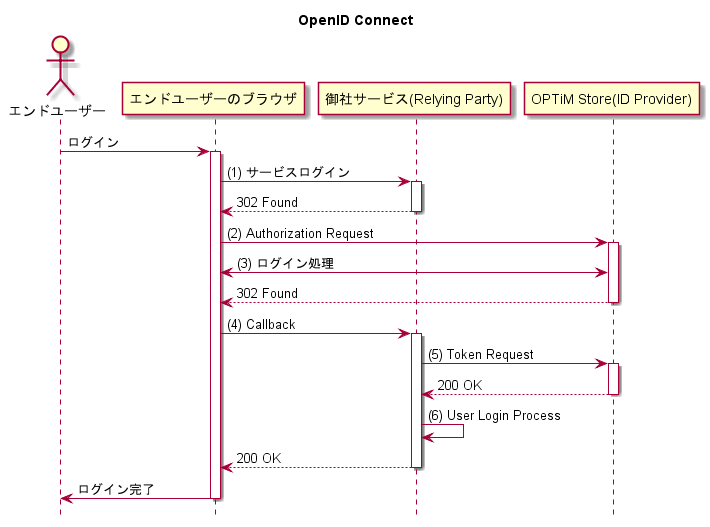 OpenID Connect
エンドユーザー
エンドユーザーのブラウザ
御社サービス(Relying Party)
OPTiM Store(ID Provider)
ログイン
(1) サービスログイン
302 Found
(2) Authorization Request
(3) ログイン処理
302 Found
(4) Callback
(5) Token Request
200 OK
(6) User Login Process
200 OK
ログイン完了